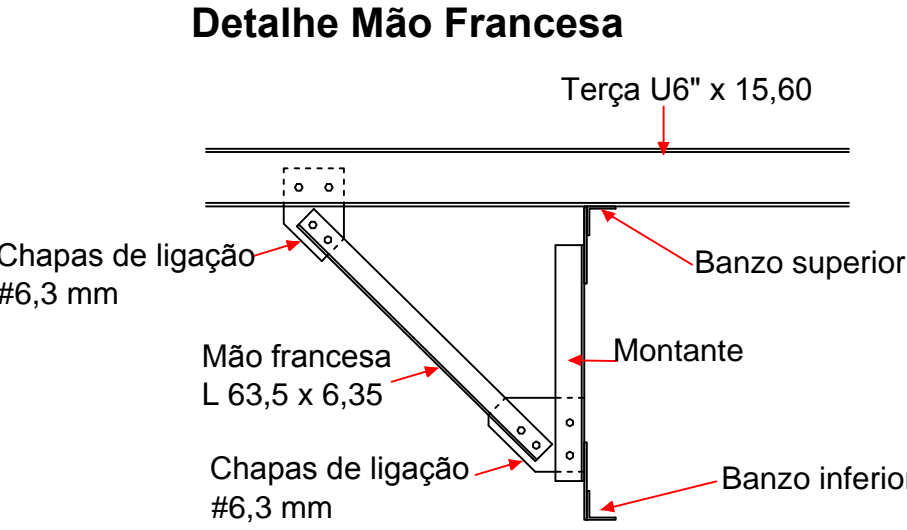 Detalhe Mão Francesa
Terça U6" x 15,60
Chapas de ligação
#6,3 mm
Banzo superior
Mão francesa
L 63,5 x 6,35
Montante
Chapas de ligação
#6,3 mm
Banzo inferior